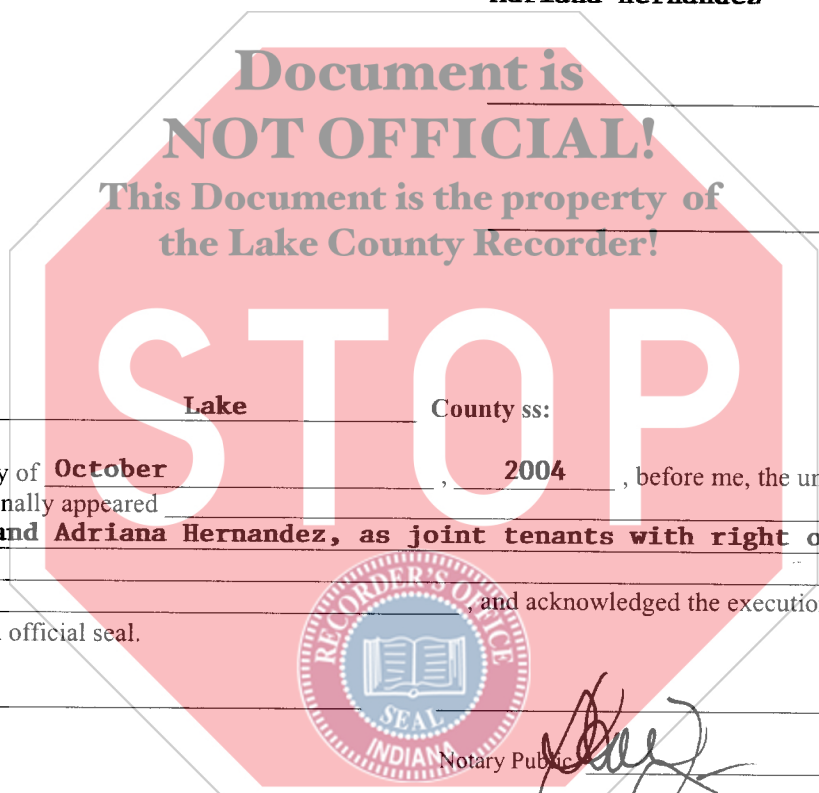 Adriana Hernandez
Document is
NOT OFFICIAL!
This Document is the property of
the Lake County Recorder!
STOP
Lake County ss:
y of October , 2004 , before me, the un
nally appeared
and Adriana Hernandez, as joint tenants with right o
, and acknowledged the executio
official seal.
RECORDER'S OFFICE
SEAL
INDIANA
Notary Public